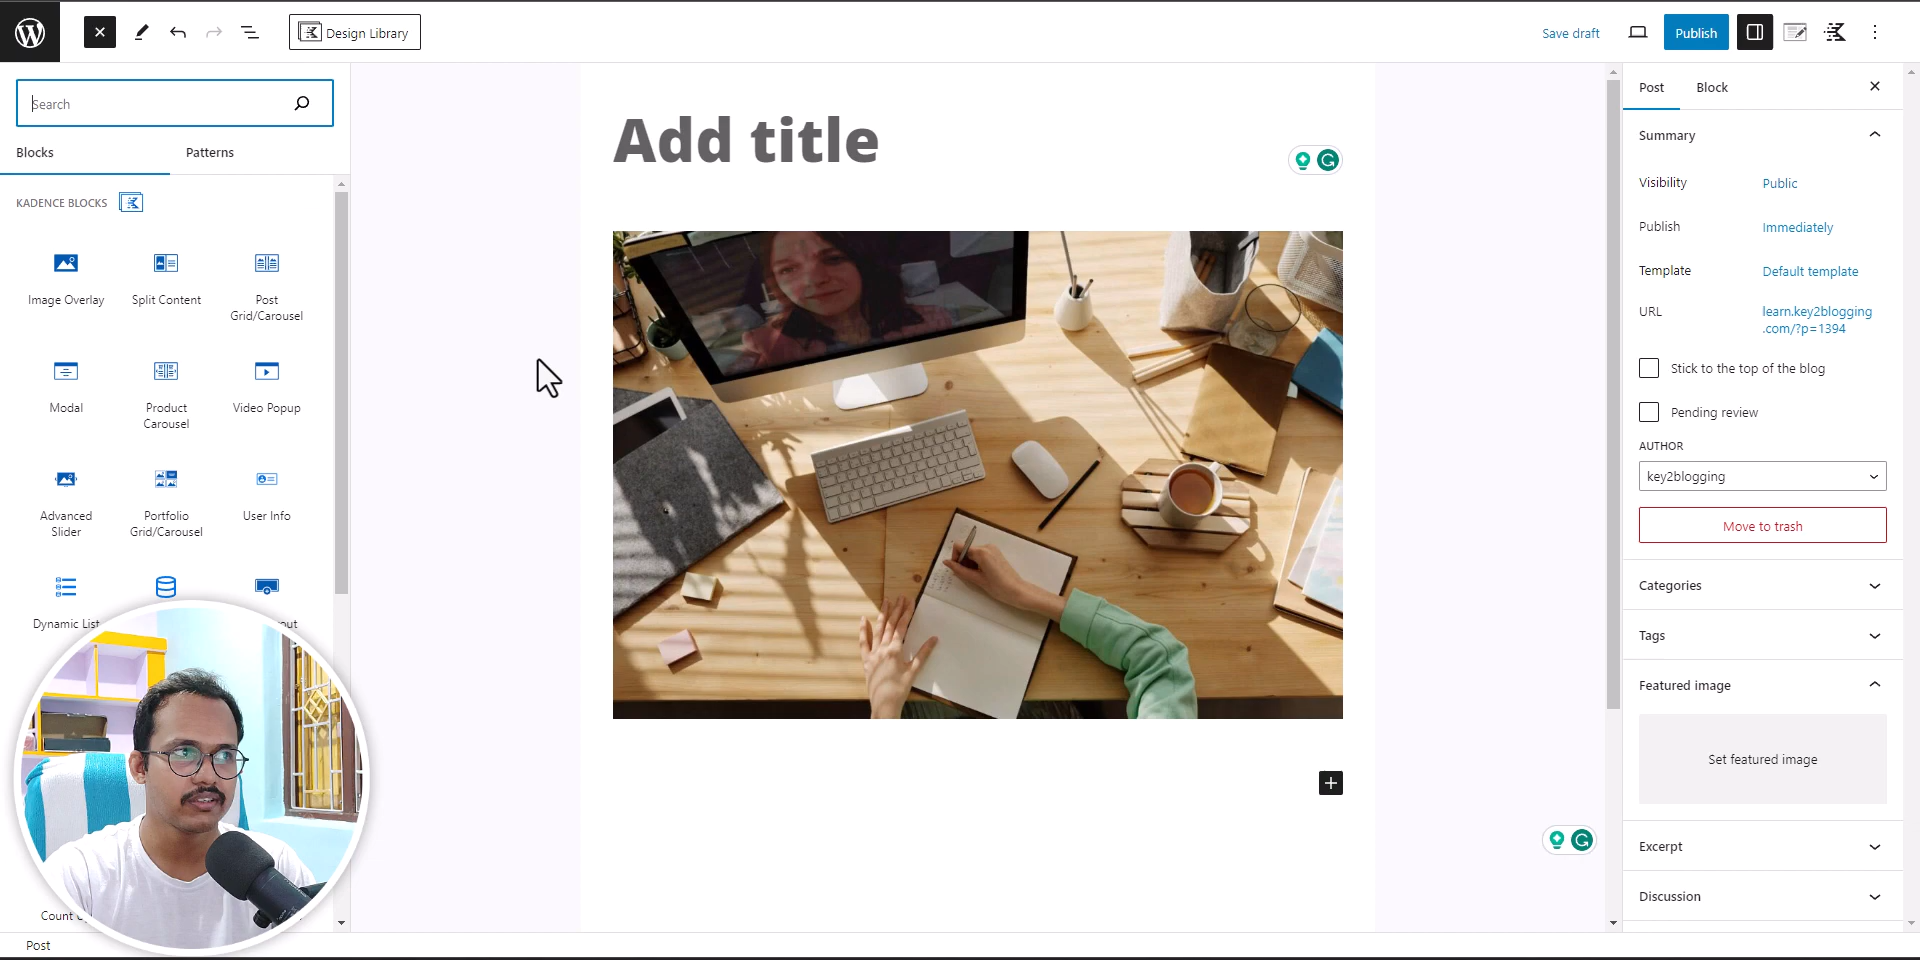 Design Library
Save draft
Publish
Search
Blocks
Patterns
KADENCE BLOCKS
Image Overlay
Split Content
Post
Grid/Carousel
Modal
Product
Carousel
Video Popup
Advanced
Slider
Portfolio
Grid/Carousel
User Info
Dynamic List
Count
Post
Add title
Post
Block
Summary
Visibility
Public
Publish
Immediately
Template
Default template
URL
learn.key2blogging
.com/?p=1394
Stick to the top of the blog
Pending review
AUTHOR
key2blogging
Move to trash
Categories
Tags
Featured image
Set featured image
Excerpt
Discussion